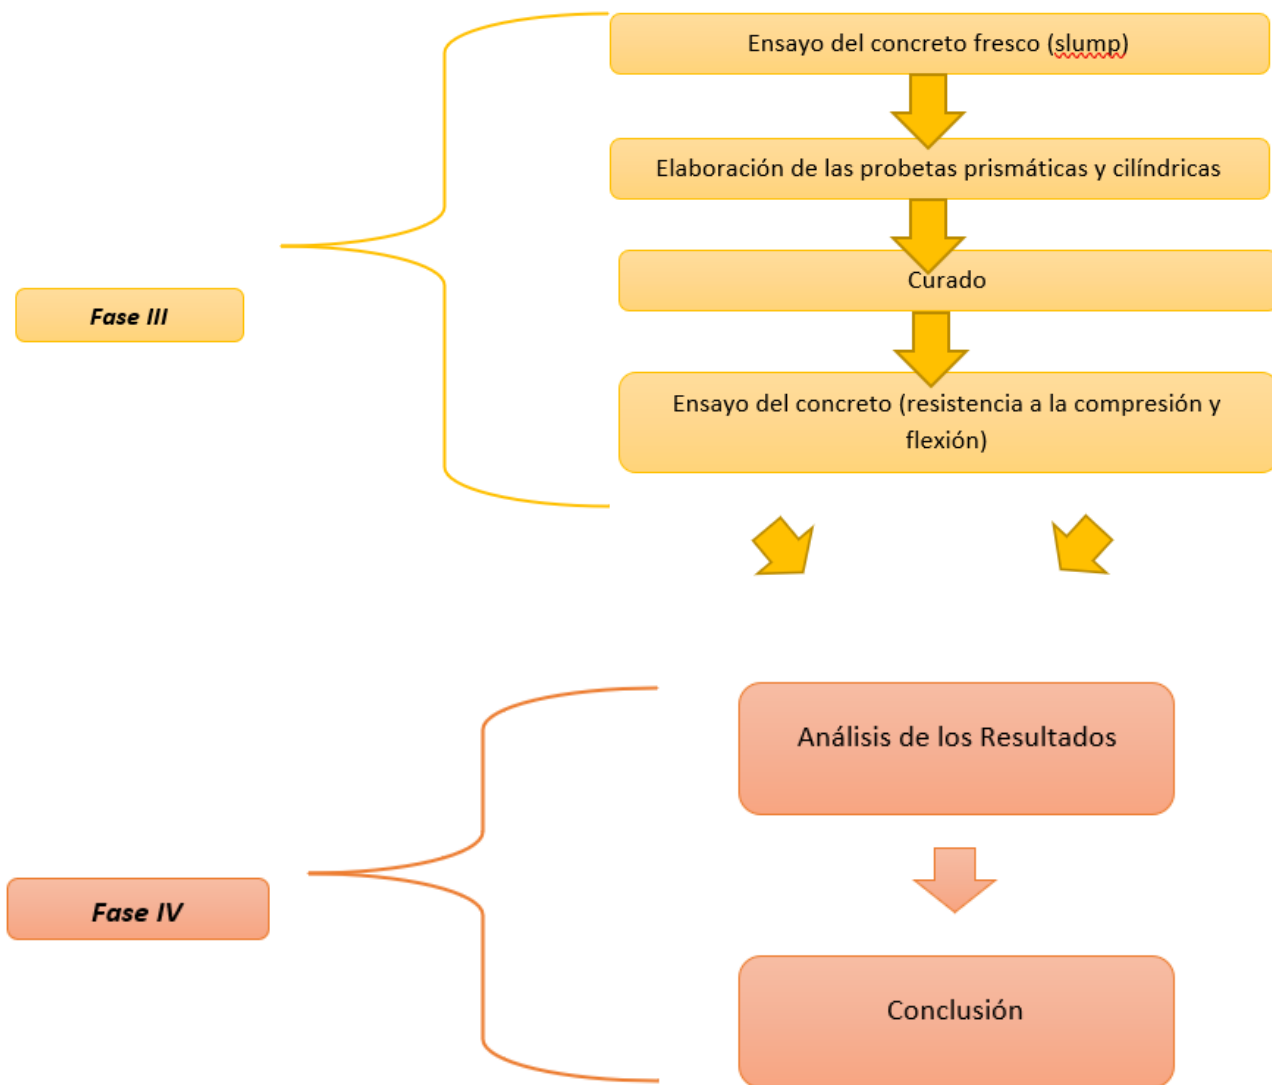 Ensayo del concreto fresco (slump)
Elaboración de las probetas prismáticas y cilíndricas
Curado
Fase III
Ensayo del concreto (resistencia a la compresión y
flexión)
Análisis de los Resultados
Fase IV
Conclusión